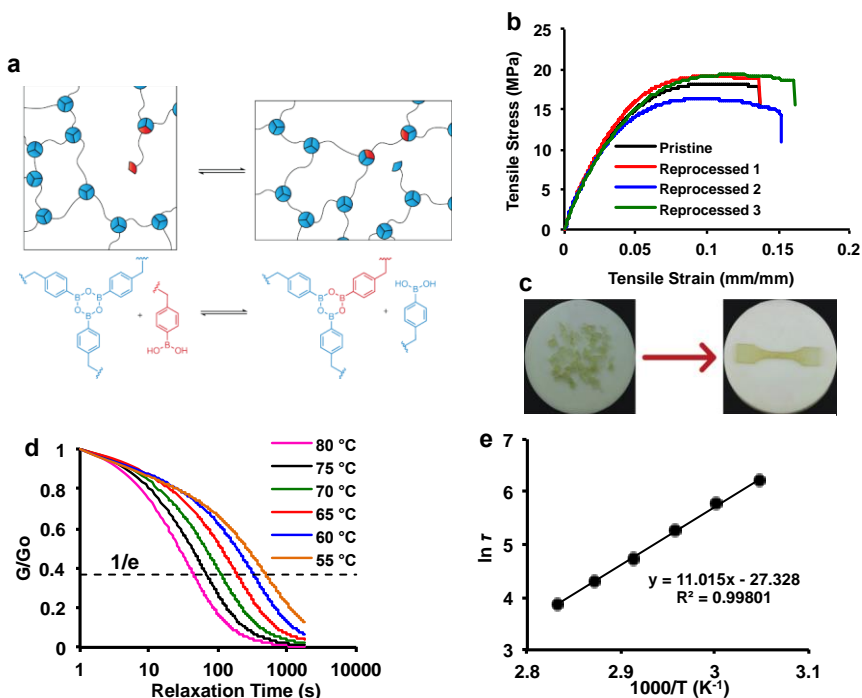 a
B
O
B
O
B
O
+
HO
B
OH
B
O
B
O
B
O
+
HO
OH
B
b
Tensile Stress (MPa)
25
20
15
10
5
0
Pristine
Reprocessed 1
Reprocessed 2
Reprocessed 3
0 0.05 0.1 0.15 0.2
Tensile Strain (mm/mm)
c
d
G/Go
1
0.8
0.6
0.4
0.2
0
1/e
80 °C
75 °C
70 °C
65 °C
60 °C
55 °C
1 10 100 1000 10000
Relaxation Time (s)
e
ln τ
7
6
5
4
3
y = 11.015x - 27.328
R² = 0.99801
2.8 2.9 3 3.1
1000/T (K⁻¹)